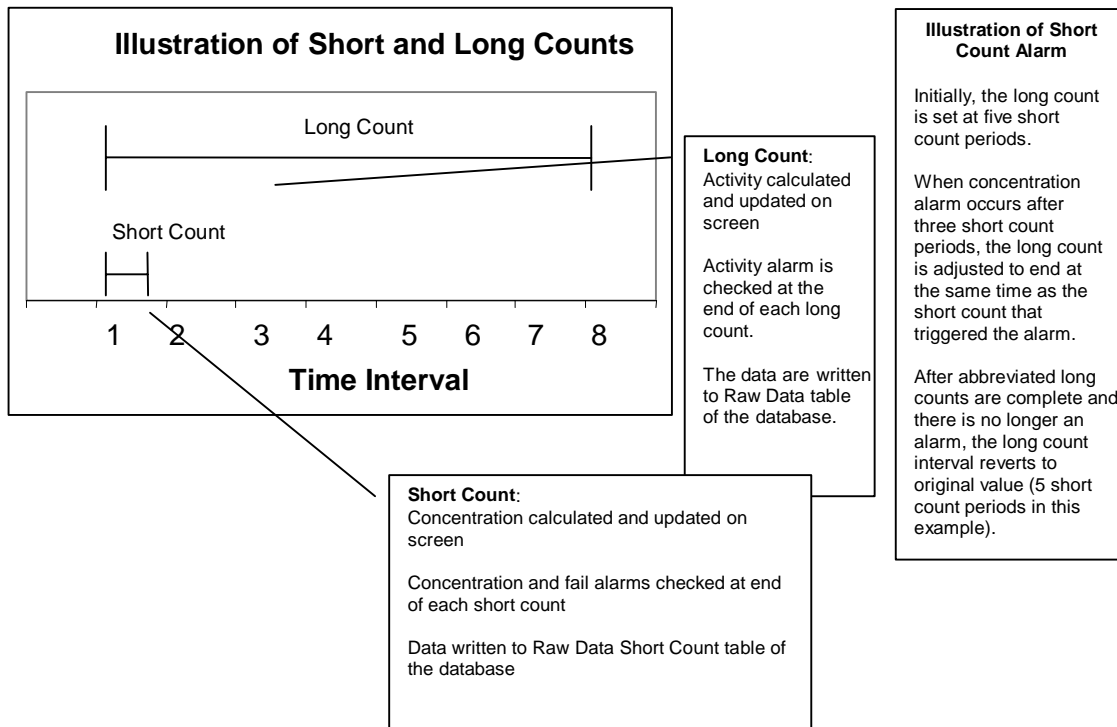 Illustration of Short and Long Counts
Long Count
Short Count
1 2 3 4 5 6 7 8
Time Interval
Long Count:
Activity calculated
and updated on
screen
Activity alarm is
checked at the
end of each long
count.
The data are written
to Raw Data table
of the database.
Short Count:
Concentration calculated and updated on
screen
Concentration and fail alarms checked at end
of each short count
Data written to Raw Data Short Count table of
the database
Illustration of Short
Count Alarm
Initially, the long count
is set at five short
count periods.
When concentration
alarm occurs after
three short count
periods, the long count
is adjusted to end at
the same time as the
short count that
triggered the alarm.
After abbreviated long
counts are complete and
there is no longer an
alarm, the long count
interval reverts to
original value (5 short
count periods in this
example).